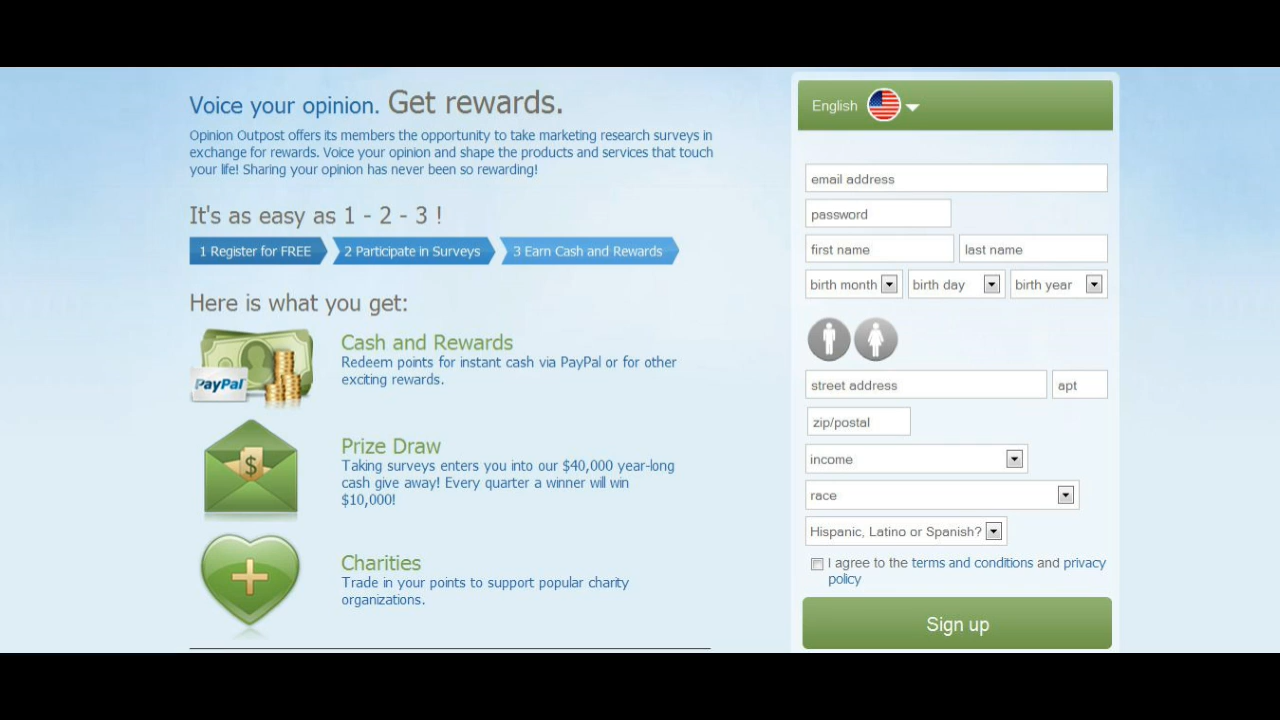 Voice your opinion. Get rewards.
Opinion Outpost offers its members the opportunity to take marketing research surveys in
exchange for rewards. Voice your opinion and shape the products and services that touch
your life! Sharing your opinion has never been so rewarding!
It's as easy as 1 - 2 - 3 !
1 Register for FREE
2 Participate in Surveys
3 Earn Cash and Rewards
Here is what you get:
PayPal
Cash and Rewards
Redeem points for instant cash via PayPal or for other
exciting rewards.
$
Prize Draw
Taking surveys enters you into our $40,000 year-long
cash give away! Every quarter a winner will win
$10,000!
Charities
Trade in your points to support popular charity
organizations.
English
email address
password
first name
last name
birth month
birth day
birth year
street address
apt
zip/postal
income
race
Hispanic, Latino or Spanish?
I agree to the terms and conditions and privacy
policy
Sign up